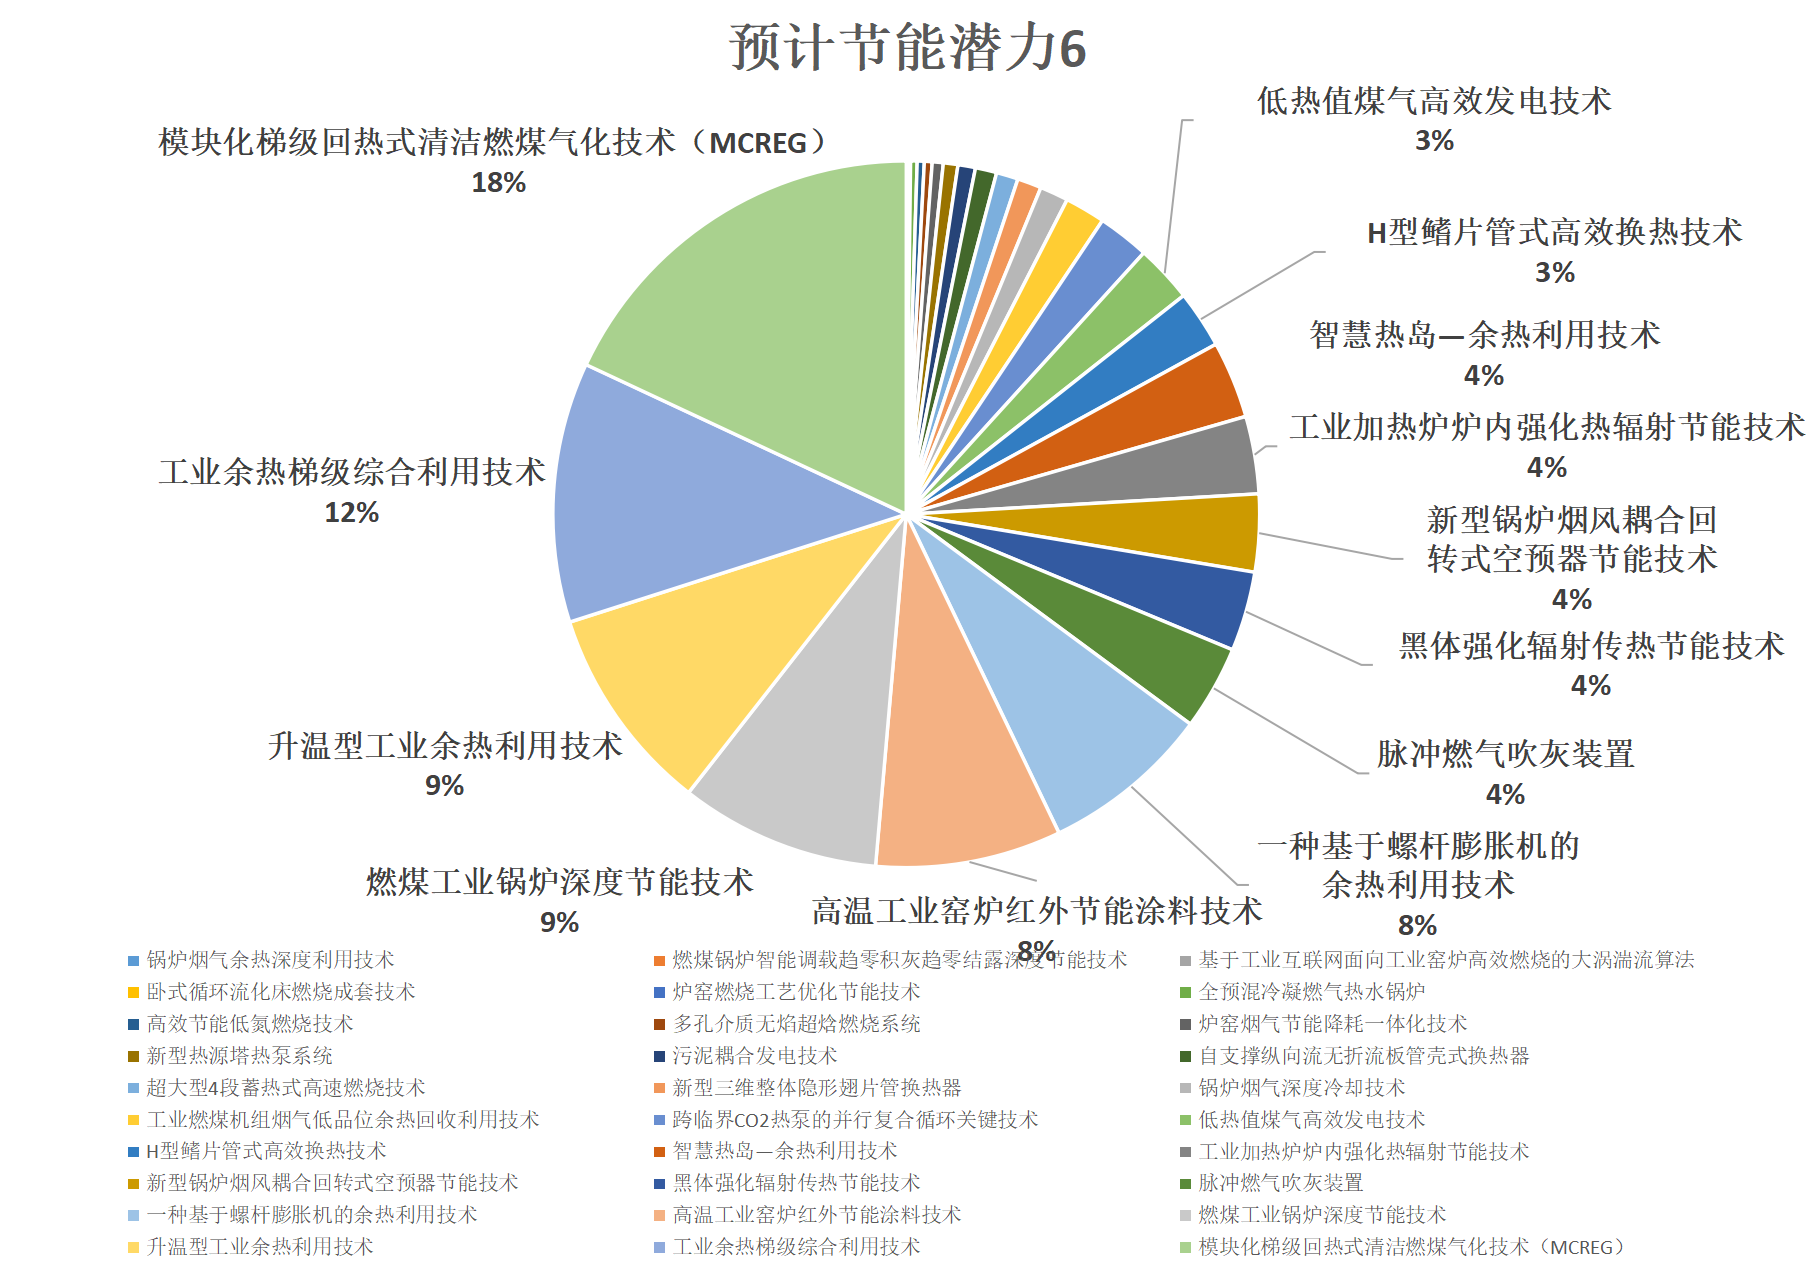 预计节能潜力6
低热值煤气高效发电技术
3%
模块化梯级回热式清洁燃煤气化技术（MCREG）
18%
H型鳍片管式高效换热技术
3%
智慧热岛—余热利用技术
4%
工业加热炉炉内强化热辐射节能技术
4%
工业余热梯级综合利用技术
12%
新型锅炉烟风耦合回
转式空预器节能技术
4%
黑体强化辐射传热节能技术
4%
升温型工业余热利用技术
9%
脉冲燃气吹灰装置
4%
一种基于螺杆膨胀机的
余热利用技术
8%
燃煤工业锅炉深度节能技术
9%
高温工业窑炉红外节能涂料技术
8%
锅炉烟气余热深度利用技术
燃煤锅炉智能调载趋零积灰趋零结露深度节能技术
基于工业互联网面向工业窑炉高效燃烧的大涡湍流算法
卧式循环流化床燃烧成套技术
炉窑燃烧工艺优化节能技术
全预混冷凝燃气热水锅炉
高效节能低氮燃烧技术
多孔介质无焰超焓燃烧系统
炉窑烟气节能降耗一体化技术
新型热源塔热泵系统
污泥耦合发电技术
自支撑纵向流无折流板管壳式换热器
超大型4段蓄热式高速燃烧技术
新型三维整体隐形翅片管换热器
锅炉烟气深度冷却技术
工业燃煤机组烟气低品位余热回收利用技术
跨临界CO2热泵的并行复合循环关键技术
低热值煤气高效发电技术
H型鳍片管式高效换热技术
智慧热岛—余热利用技术
工业加热炉炉内强化热辐射节能技术
新型锅炉烟风耦合回转式空预器节能技术
黑体强化辐射传热节能技术
脉冲燃气吹灰装置
一种基于螺杆膨胀机的余热利用技术
高温工业窑炉红外节能涂料技术
燃煤工业锅炉深度节能技术
升温型工业余热利用技术
工业余热梯级综合利用技术
模块化梯级回热式清洁燃煤气化技术（MCREG）